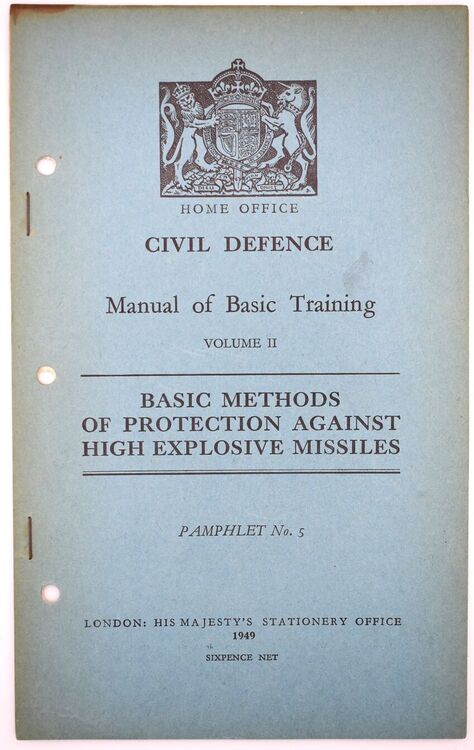 HOME OFFICE
CIVIL DEFENCE
Manual of Basic Training
VOLUME II
BASIC METHODS
OF PROTECTION AGAINST
HIGH EXPLOSIVE MISSILES
PAMPHLET No. 5
LONDON: HIS MAJESTY'S STATIONERY OFFICE
1949
SIXPENCE NET